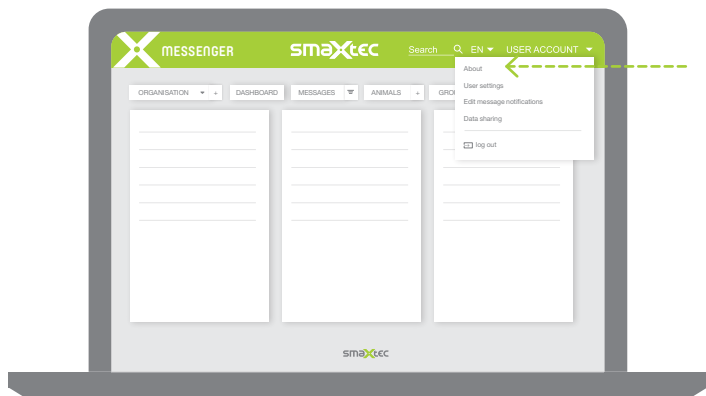 MESSENGER
smaXtec
Search
EN
USER ACCOUNT
About
User settings
Edit message notifications
Data sharing
log out
ORGANISATION
+
DASHBOARD
MESSAGES
ANIMALS
+
smaXtec